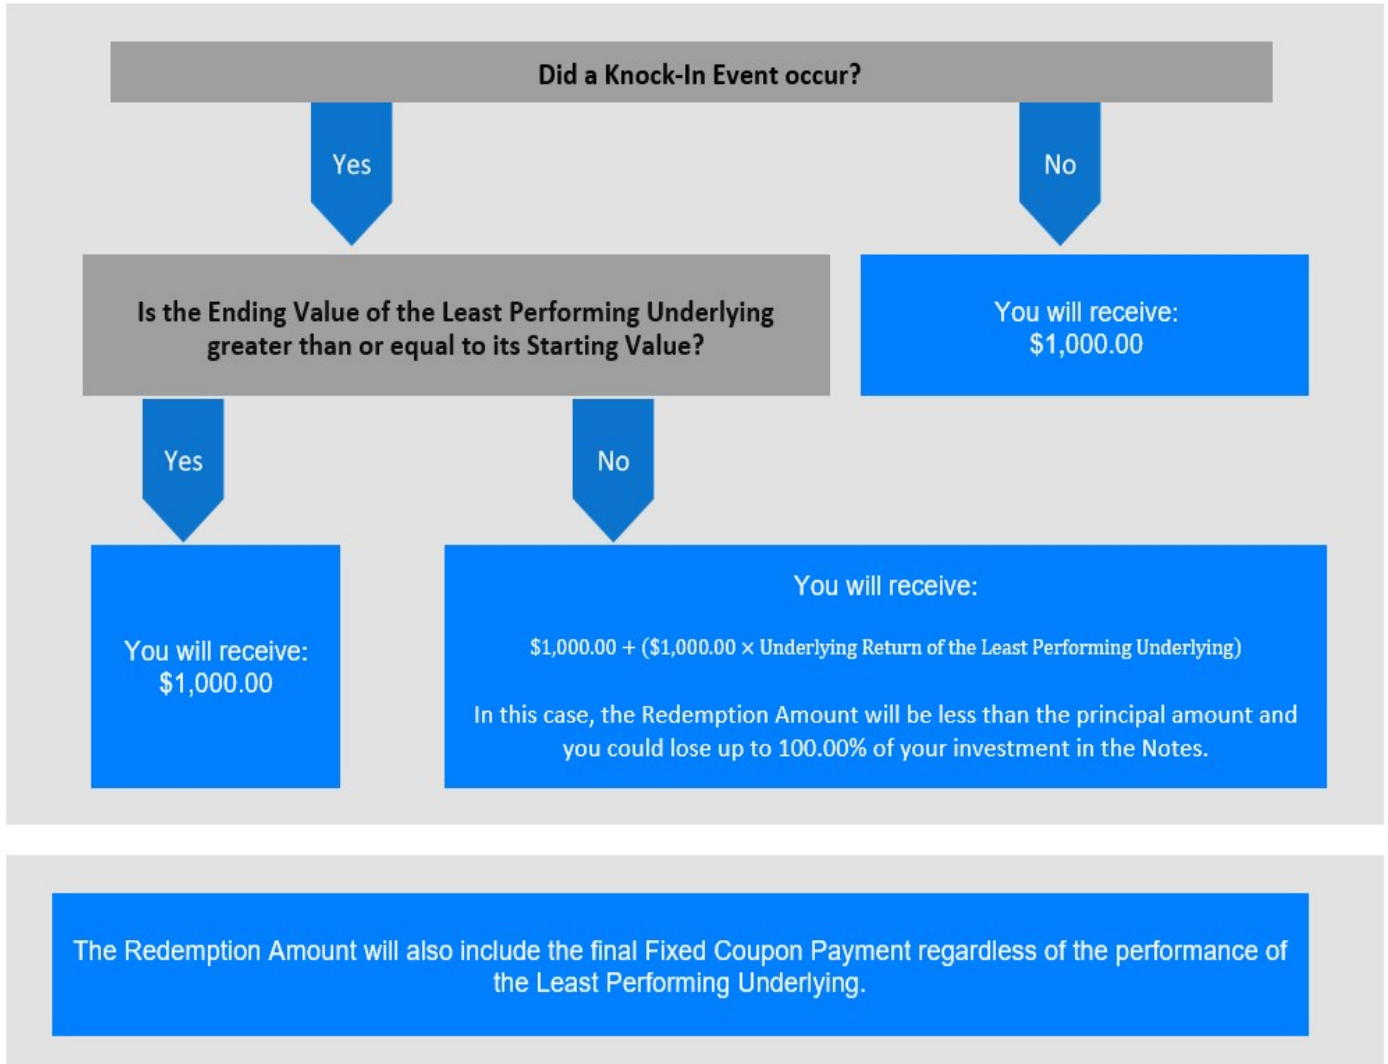 Did a Knock-In Event occur?
Yes
No
Is the Ending Value of the Least Performing Underlying
greater than or equal to its Starting Value?
You will receive:
$1,000.00
Yes
No
You will receive:
$1,000.00
You will receive:
$1,000.00 + ($1,000.00 × Underlying Return of the Least Performing Underlying)
In this case, the Redemption Amount will be less than the principal amount and
you could lose up to 100.00% of your investment in the Notes.
The Redemption Amount will also include the final Fixed Coupon Payment regardless of the performance of
the Least Performing Underlying.